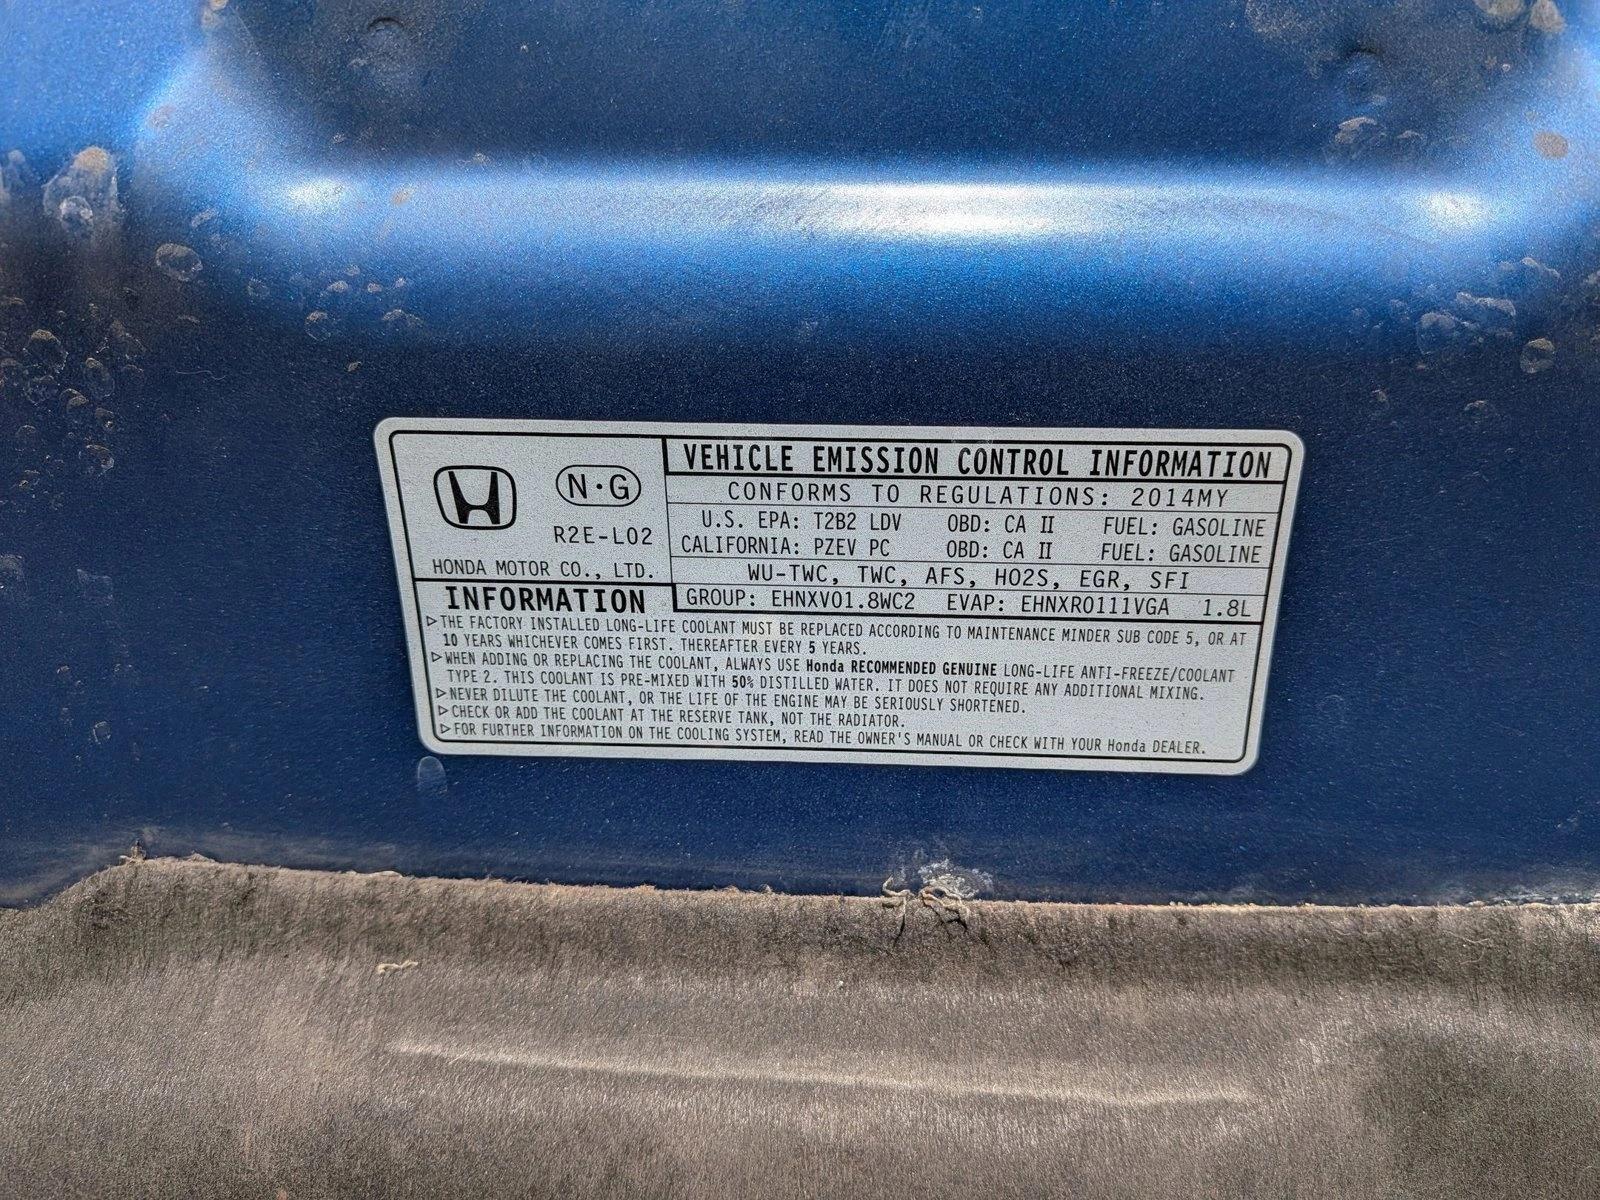 N·G
R2E-L02
HONDA MOTOR CO., LTD.
VEHICLE EMISSION CONTROL INFORMATION
CONFORMS TO REGULATIONS: 2014MY
U.S. EPA: T2B2 LDV OBD: CA II FUEL: GASOLINE
CALIFORNIA: PZEV PC OBD: CA II FUEL: GASOLINE
WU-TWC, TWC, AFS, HO2S, EGR, SFI
GROUP: EHNXV01.8WC2 EVAP: EHNXR0111VGA 1.8L
INFORMATION
▷THE FACTORY INSTALLED LONG-LIFE COOLANT MUST BE REPLACED ACCORDING TO MAINTENANCE MINDER SUB CODE 5, OR AT
10 YEARS WHICHEVER COMES FIRST. THEREAFTER EVERY 5 YEARS.
▷WHEN ADDING OR REPLACING THE COOLANT, ALWAYS USE Honda RECOMMENDED GENUINE LONG-LIFE ANTI-FREEZE/COOLANT
TYPE 2. THIS COOLANT IS PRE-MIXED WITH 50% DISTILLED WATER. IT DOES NOT REQUIRE ANY ADDITIONAL MIXING.
▷NEVER DILUTE THE COOLANT, OR THE LIFE OF THE ENGINE MAY BE SERIOUSLY SHORTENED.
▷CHECK OR ADD THE COOLANT AT THE RESERVE TANK, NOT THE RADIATOR.
▷FOR FURTHER INFORMATION ON THE COOLING SYSTEM, READ THE OWNER'S MANUAL OR CHECK WITH YOUR Honda DEALER.